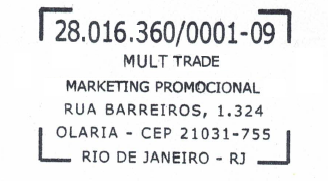 28.016.360/0001-09
MULT TRADE
MARKETING PROMOCIONAL
RUA BARREIROS, 1.324
OLARIA - CEP 21031-755
RIO DE JANEIRO - RJ